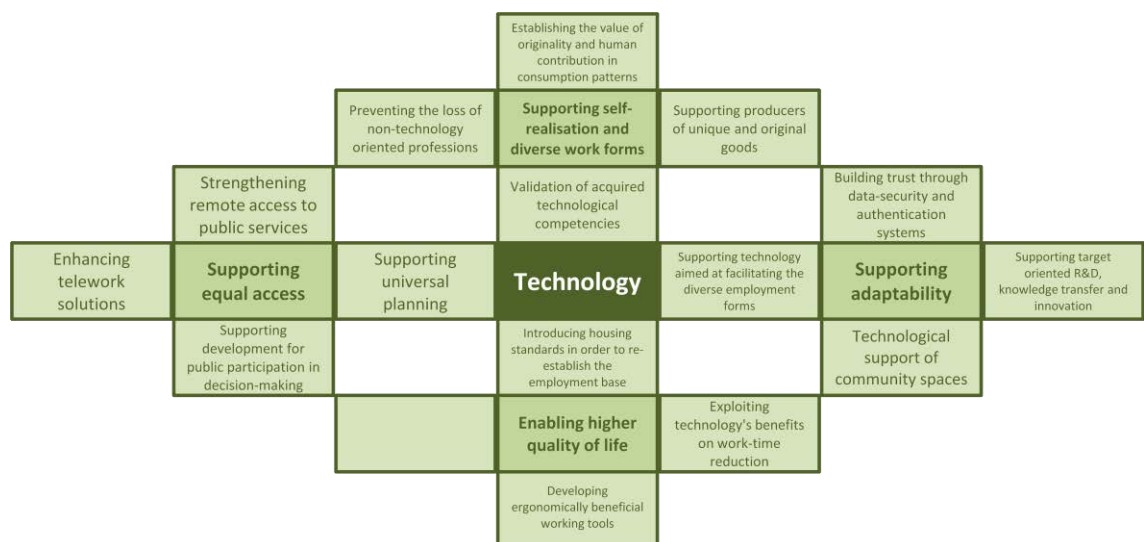 Establishing the value of
originality and human
contribution in
consumption patterns
Preventing the loss of
non-technology
oriented professions
Supporting self-
realisation and
diverse work forms
Supporting producers
of unique and original
goods
Strengthening
remote access to
public services
Validation of acquired
technological
competencies
Building trust through
data-security and
authentication
systems
Enhancing
telework
solutions
Supporting
equal access
Supporting
universal
planning
Technology
Supporting technology
aimed at facilitating the
diverse employment
forms
Supporting
adaptability
Supporting target
oriented R&D,
knowledge transfer and
innovation
Supporting
development for
public participation in
decision-making
Introducing housing
standards in order to re-
establish the
employment base
Technological
support of
community spaces
Enabling higher
quality of life
Exploiting
technology's benefits
on work-time
reduction
Developing
ergonomically beneficial
working tools